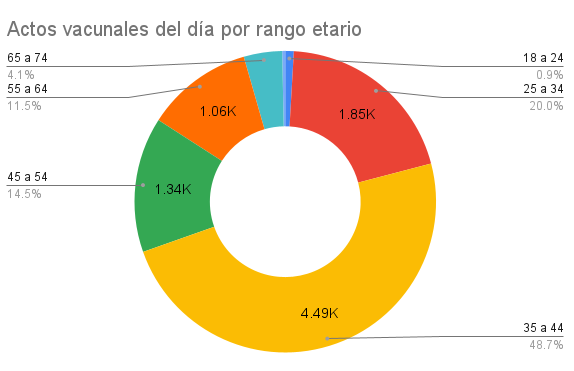 Actos vacunales del día por rango etario
65 a 74
4.1%
55 a 64
11.5%
45 a 54
14.5%
18 a 24
0.9%
25 a 34
20.0%
35 a 44
48.7%
1.06K
1.85K
1.34K
4.49K